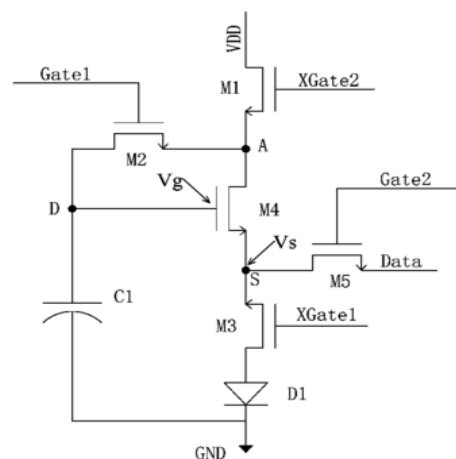 VDD
Gate1
XGate2
M1
M2
A
Vg
Gate2
D
M4
Vs
Data
S
M5
C1
M3
XGate1
D1
GND